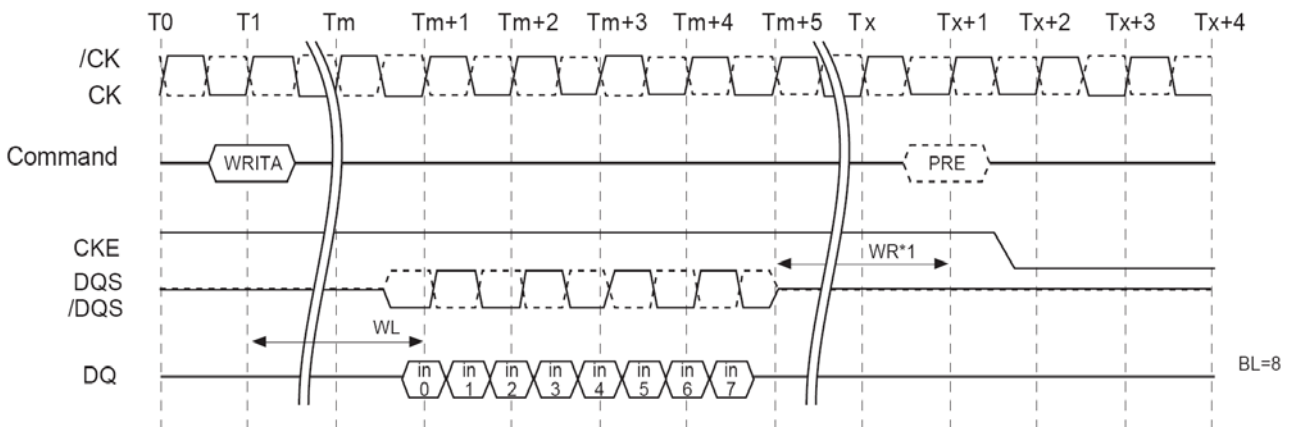 T0 T1 Tm Tm+1 Tm+2 Tm+3 Tm+4 Tm+5 Tx Tx+1 Tx+2 Tx+3 Tx+4
/CK
CK
Command WRITA PRE
CKE
WR*1
DQS
/DQS
WL
DQ in 0 in 1 in 2 in 3 in 4 in 5 in 6 in 7 BL=8